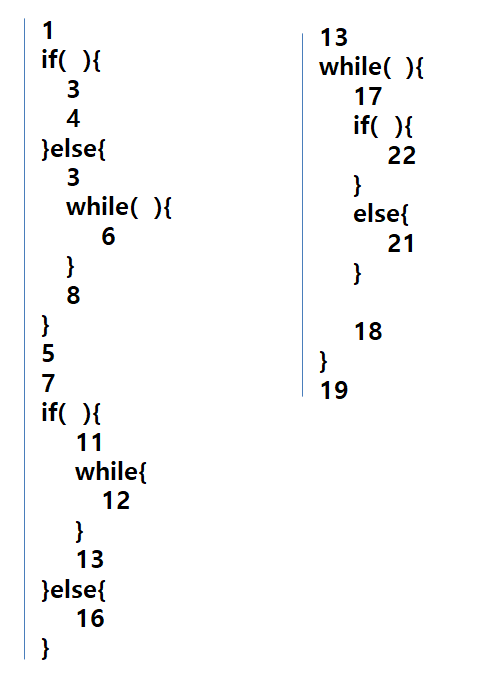 1
if(  ){
3
4
}else{
3
while(  ){
6
}
8
}
5
7
if(  ){
11
while{
12
}
13
}else{
16
}
13
while(  ){
17
if(  ){
22
}
else{
21
}
18
}
19